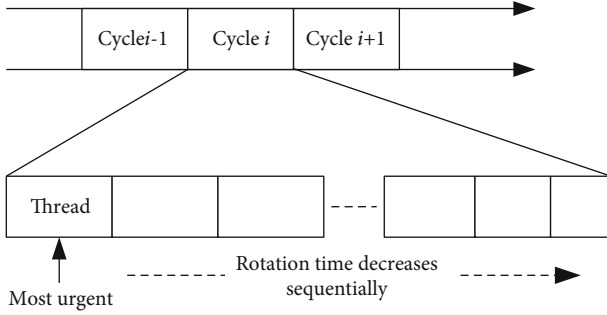 Cyclei-1
Cycle i
Cycle i+1
Thread
Rotation time decreases
sequentially
Most urgent